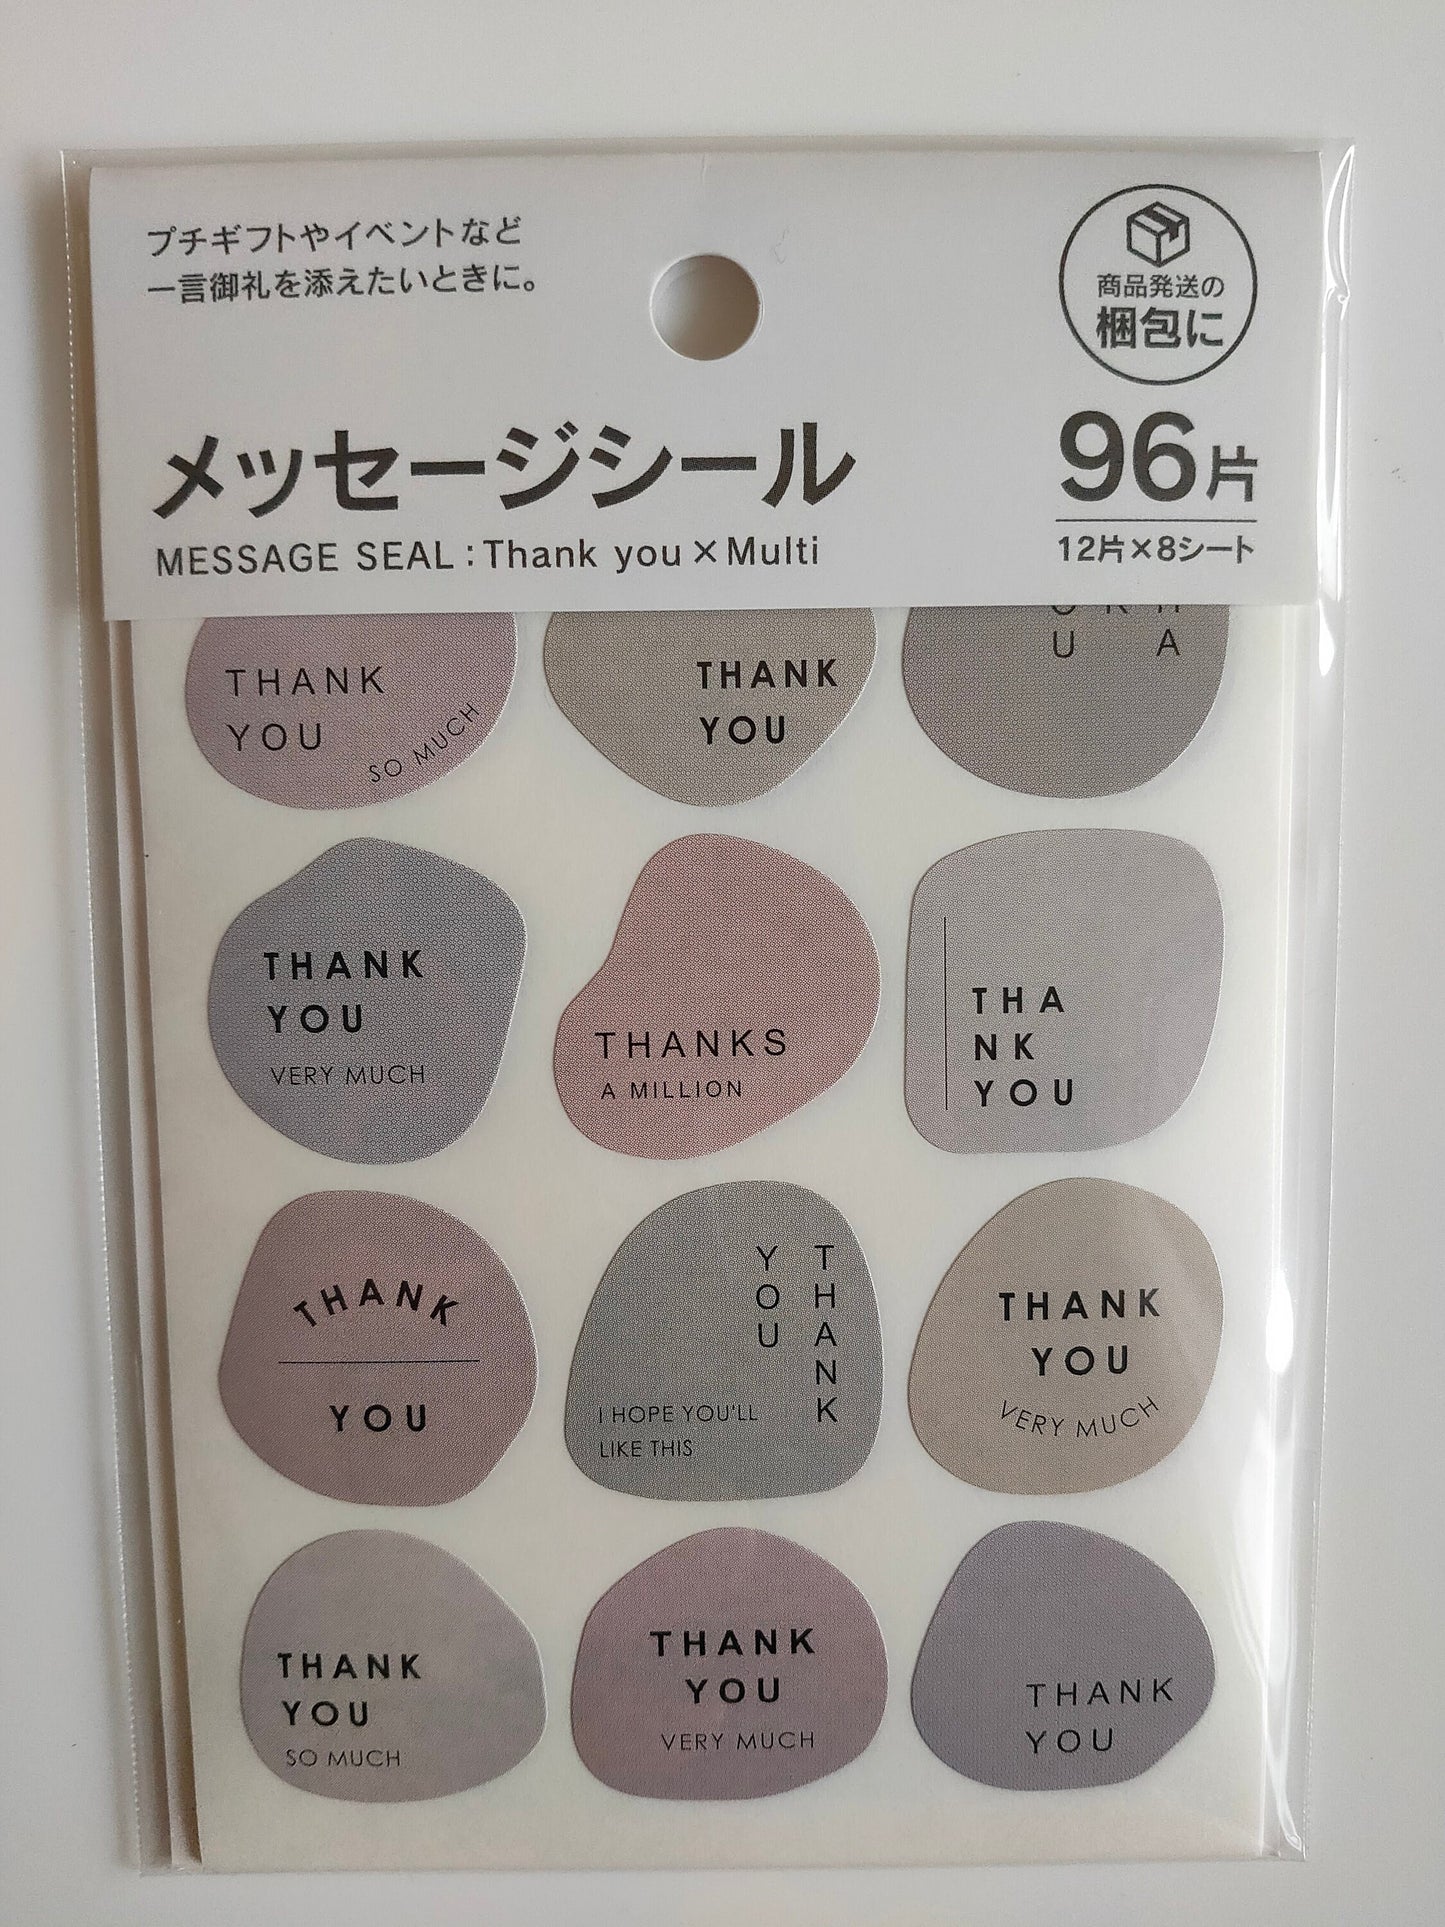 プチギフトやイベントなど
一言御礼を添えたいときに。
商品発送の
梱包に
メッセージシール
MESSAGE SEAL:Thank you×Multi
96片
12片×8シート
THANK
YOU
SO MUCH
THANK
YOU
U
A
THANK
YOU
VERY MUCH
THANKS
A MILLION
THA
NK
YOU
THANK
YOU
THANK
YOU
I HOPE YOU'LL
LIKE THIS
THANK
YOU
VERY MUCH
THANK
YOU
SO MUCH
THANK
YOU
VERY MUCH
THANK
YOU